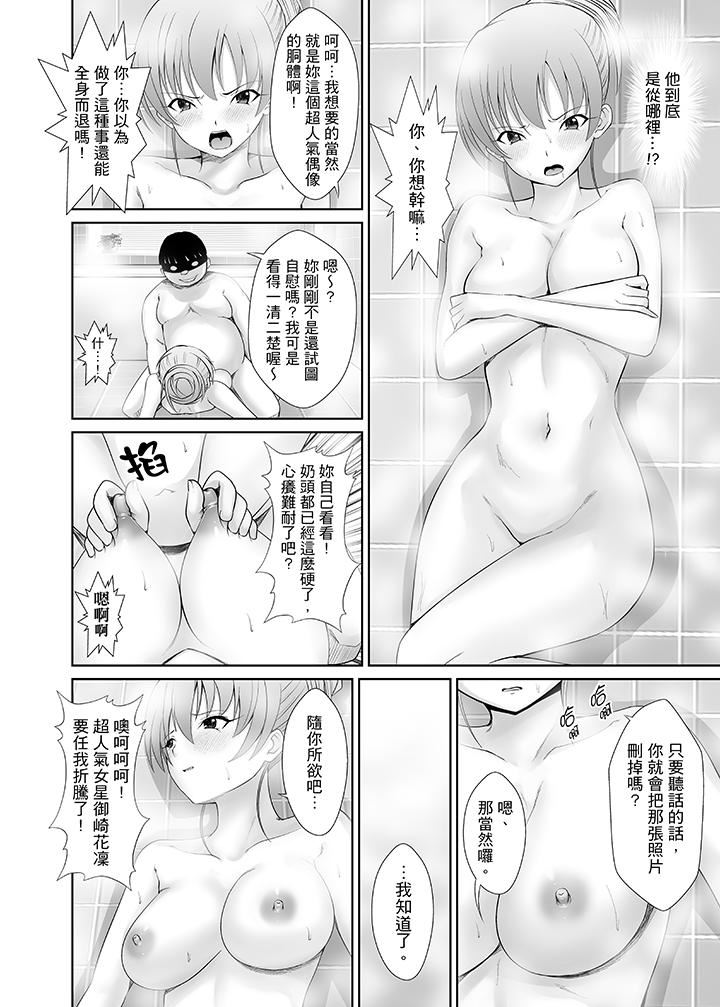 他到底
是從哪裡…!?
你、你想幹嘛…
呵呵…我想要的當然
就是妳這個超人氣偶像
的胴體啊！
你…你以為
做了這種事還能
全身而退嗎！
嗯～？
妳剛剛不是還試圖
自慰嗎？我可是
看得一清二楚喔～
什…！
掐
妳自己看看！
奶頭都已經這麼硬了，
心癢難耐了吧？
嗯啊啊
只要聽話的話，
你就會把那張照片
刪掉嗎？
哈啊
哈啊
嗯、
那當然囉。
…我知道了。
隨你所欲吧…
噢呵呵呵！
超人氣女星御崎花凜
要任我折騰了！